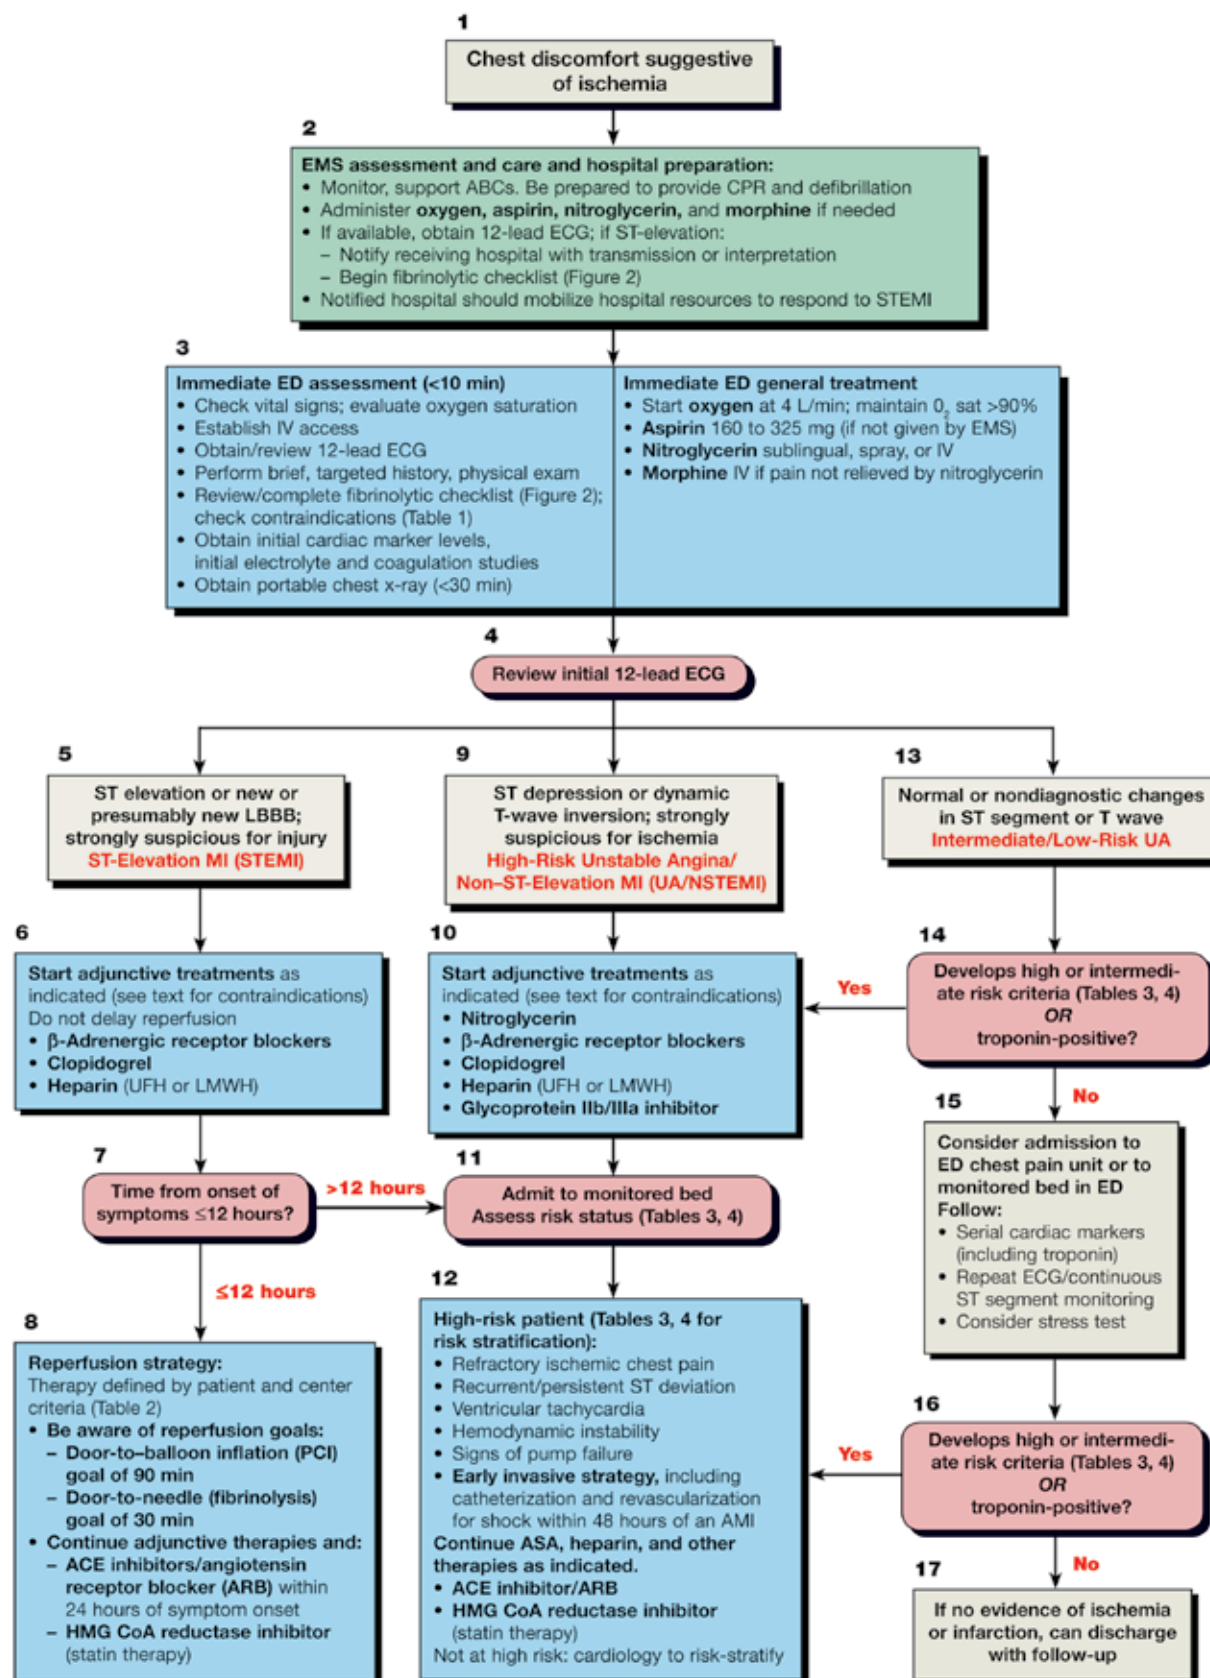 1
Chest discomfort suggestive
of ischemia
2
EMS assessment and care and hospital preparation:
• Monitor, support ABCs. Be prepared to provide CPR and defibrillation
• Administer oxygen, aspirin, nitroglycerin, and morphine if needed
• If available, obtain 12-lead ECG; if ST-elevation:
– Notify receiving hospital with transmission or interpretation
– Begin fibrinolytic checklist (Figure 2)
• Notified hospital should mobilize hospital resources to respond to STEMI
3
Immediate ED assessment (<10 min)
• Check vital signs; evaluate oxygen saturation
• Establish IV access
• Obtain/review 12-lead ECG
• Perform brief, targeted history, physical exam
• Review/complete fibrinolytic checklist (Figure 2);
check contraindications (Table 1)
• Obtain initial cardiac marker levels,
initial electrolyte and coagulation studies
• Obtain portable chest x-ray (<30 min)
Immediate ED general treatment
• Start oxygen at 4 L/min; maintain O₂ sat >90%
• Aspirin 160 to 325 mg (if not given by EMS)
• Nitroglycerin sublingual, spray, or IV
• Morphine IV if pain not relieved by nitroglycerin
4
Review initial 12-lead ECG
5
ST elevation or new or
presumably new LBBB;
strongly suspicious for injury
ST-Elevation MI (STEMI)
9
ST depression or dynamic
T-wave inversion; strongly
suspicious for ischemia
High-Risk Unstable Angina/
Non–ST-Elevation MI (UA/NSTEMI)
13
Normal or nondiagnostic changes
in ST segment or T wave
Intermediate/Low-Risk UA
6
Start adjunctive treatments as
indicated (see text for contraindications)
Do not delay reperfusion
• β-Adrenergic receptor blockers
• Clopidogrel
• Heparin (UFH or LMWH)
10
Start adjunctive treatments as
indicated (see text for contraindications)
• Nitroglycerin
• β-Adrenergic receptor blockers
• Clopidogrel
• Heparin (UFH or LMWH)
• Glycoprotein IIb/IIIa inhibitor
Yes
14
Develops high or intermedi-
ate risk criteria (Tables 3, 4)
OR
troponin-positive?
No
7
Time from onset of
symptoms ≤12 hours?
>12 hours
≤12 hours
11
Admit to monitored bed
Assess risk status (Tables 3, 4)
15
Consider admission to
ED chest pain unit or to
monitored bed in ED
Follow:
• Serial cardiac markers
(including troponin)
• Repeat ECG/continuous
ST segment monitoring
• Consider stress test
8
Reperfusion strategy:
Therapy defined by patient and center
criteria (Table 2)
• Be aware of reperfusion goals:
– Door-to–balloon inflation (PCI)
goal of 90 min
– Door-to-needle (fibrinolysis)
goal of 30 min
• Continue adjunctive therapies and:
– ACE inhibitors/angiotensin
receptor blocker (ARB) within
24 hours of symptom onset
– HMG CoA reductase inhibitor
(statin therapy)
12
High-risk patient (Tables 3, 4 for
risk stratification):
• Refractory ischemic chest pain
• Recurrent/persistent ST deviation
• Ventricular tachycardia
• Hemodynamic instability
• Signs of pump failure
• Early invasive strategy, including
catheterization and revascularization
for shock within 48 hours of an AMI
Continue ASA, heparin, and other
therapies as indicated.
• ACE inhibitor/ARB
• HMG CoA reductase inhibitor
(statin therapy)
Not at high risk: cardiology to risk-stratify
Yes
16
Develops high or intermedi-
ate risk criteria (Tables 3, 4)
OR
troponin-positive?
No
17
If no evidence of ischemia
or infarction, can discharge
with follow-up